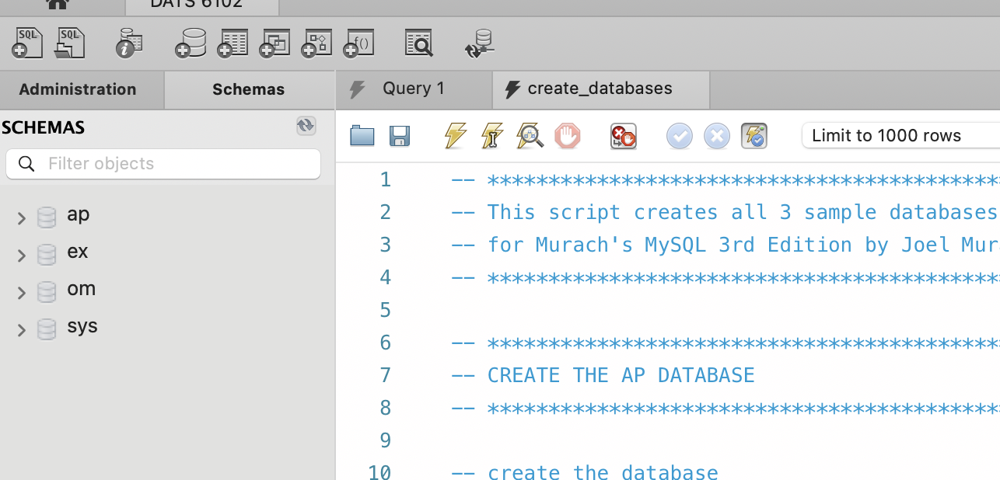 DATS 6102
SQL
SQL
f()
Administration
Schemas
Query 1
create_databases
SCHEMAS
Limit to 1000 rows
Filter objects
ap
ex
om
sys
1 -- ******************************************
2 -- This script creates all 3 sample databases
3 -- for Murach's MySQL 3rd Edition by Joel Mur
4 -- ******************************************
5
6 -- ******************************************
7 -- CREATE THE AP DATABASE
8 -- ******************************************
9
10 -- create the database